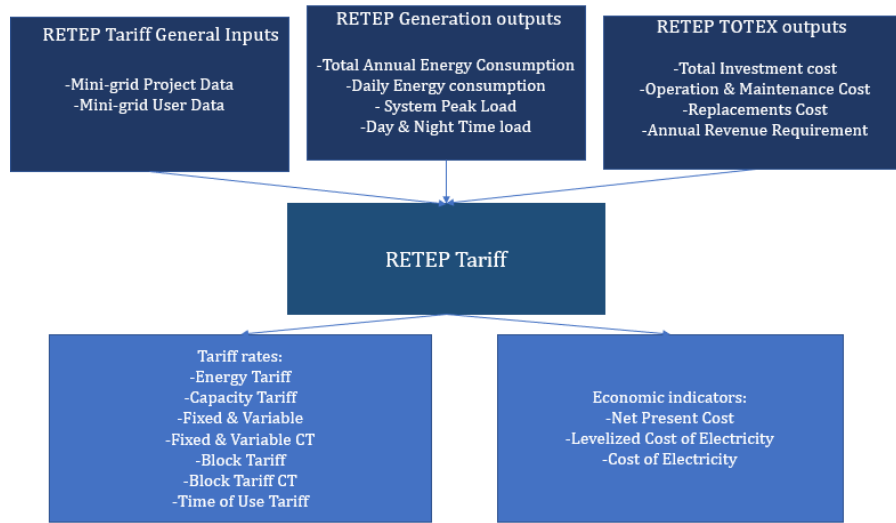 RETEP Tariff General Inputs
-Mini-grid Project Data
-Mini-grid User Data
RETEP Generation outputs
-Total Annual Energy Consumption
-Daily Energy consumption
- System Peak Load
-Day & Night Time load
RETEP TOTEX outputs
-Total Investment cost
-Operation & Maintenance Cost
-Replacements Cost
-Annual Revenue Requirement
RETEP Tariff
Tariff rates:
-Energy Tariff
-Capacity Tariff
-Fixed & Variable
-Fixed & Variable CT
-Block Tariff
-Block Tariff CT
-Time of Use Tariff
Economic indicators:
-Net Present Cost
-Levelized Cost of Electricity
-Cost of Electricity